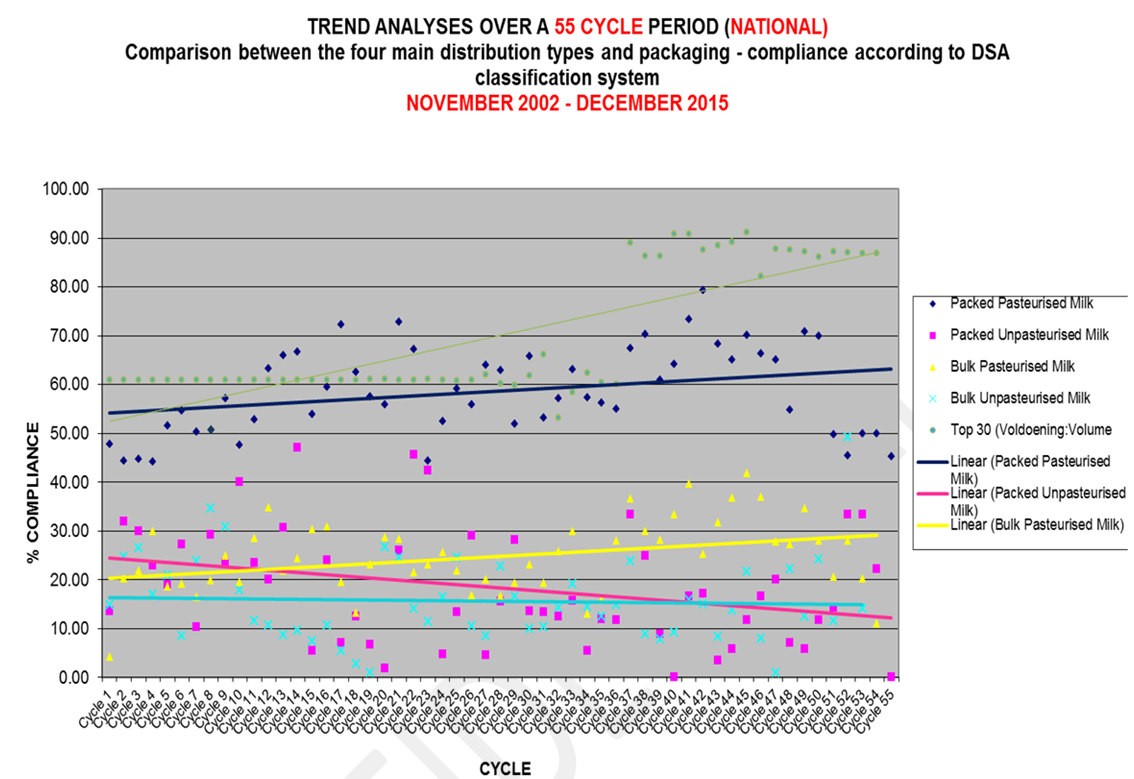 TREND ANALYSES OVER A 55 CYCLE PERIOD (NATIONAL)
Comparison between the four main distribution types and packaging - compliance according to DSA
classification system
NOVEMBER 2002 - DECEMBER 2015
100.00
90.00
80.00
70.00
60.00
50.00
40.00
30.00
20.00
10.00
0.00
% COMPLIANCE
Cycle 1
Cycle 2
Cycle 3
Cycle 4
Cycle 5
Cycle 6
Cycle 7
Cycle 8
Cycle 9
Cycle 10
Cycle 11
Cycle 12
Cycle 13
Cycle 14
Cycle 15
Cycle 16
Cycle 17
Cycle 18
Cycle 19
Cycle 20
Cycle 21
Cycle 22
Cycle 23
Cycle 24
Cycle 25
Cycle 26
Cycle 27
Cycle 28
Cycle 29
Cycle 30
Cycle 31
Cycle 32
Cycle 33
Cycle 34
Cycle 35
Cycle 36
Cycle 37
Cycle 38
Cycle 39
Cycle 40
Cycle 41
Cycle 42
Cycle 43
Cycle 44
Cycle 45
Cycle 46
Cycle 47
Cycle 48
Cycle 49
Cycle 50
Cycle 51
Cycle 52
Cycle 53
Cycle 54
Cycle 55
CYCLE
Packed Pasteurised Milk
Packed Unpasteurised Milk
Bulk Pasteurised Milk
Bulk Unpasteurised Milk
Top 30 (Voldoening:Volume
Linear (Packed Pasteurised
Milk)
Linear (Packed Unpasteurised
Milk)
Linear (Bulk Pasteurised Milk)